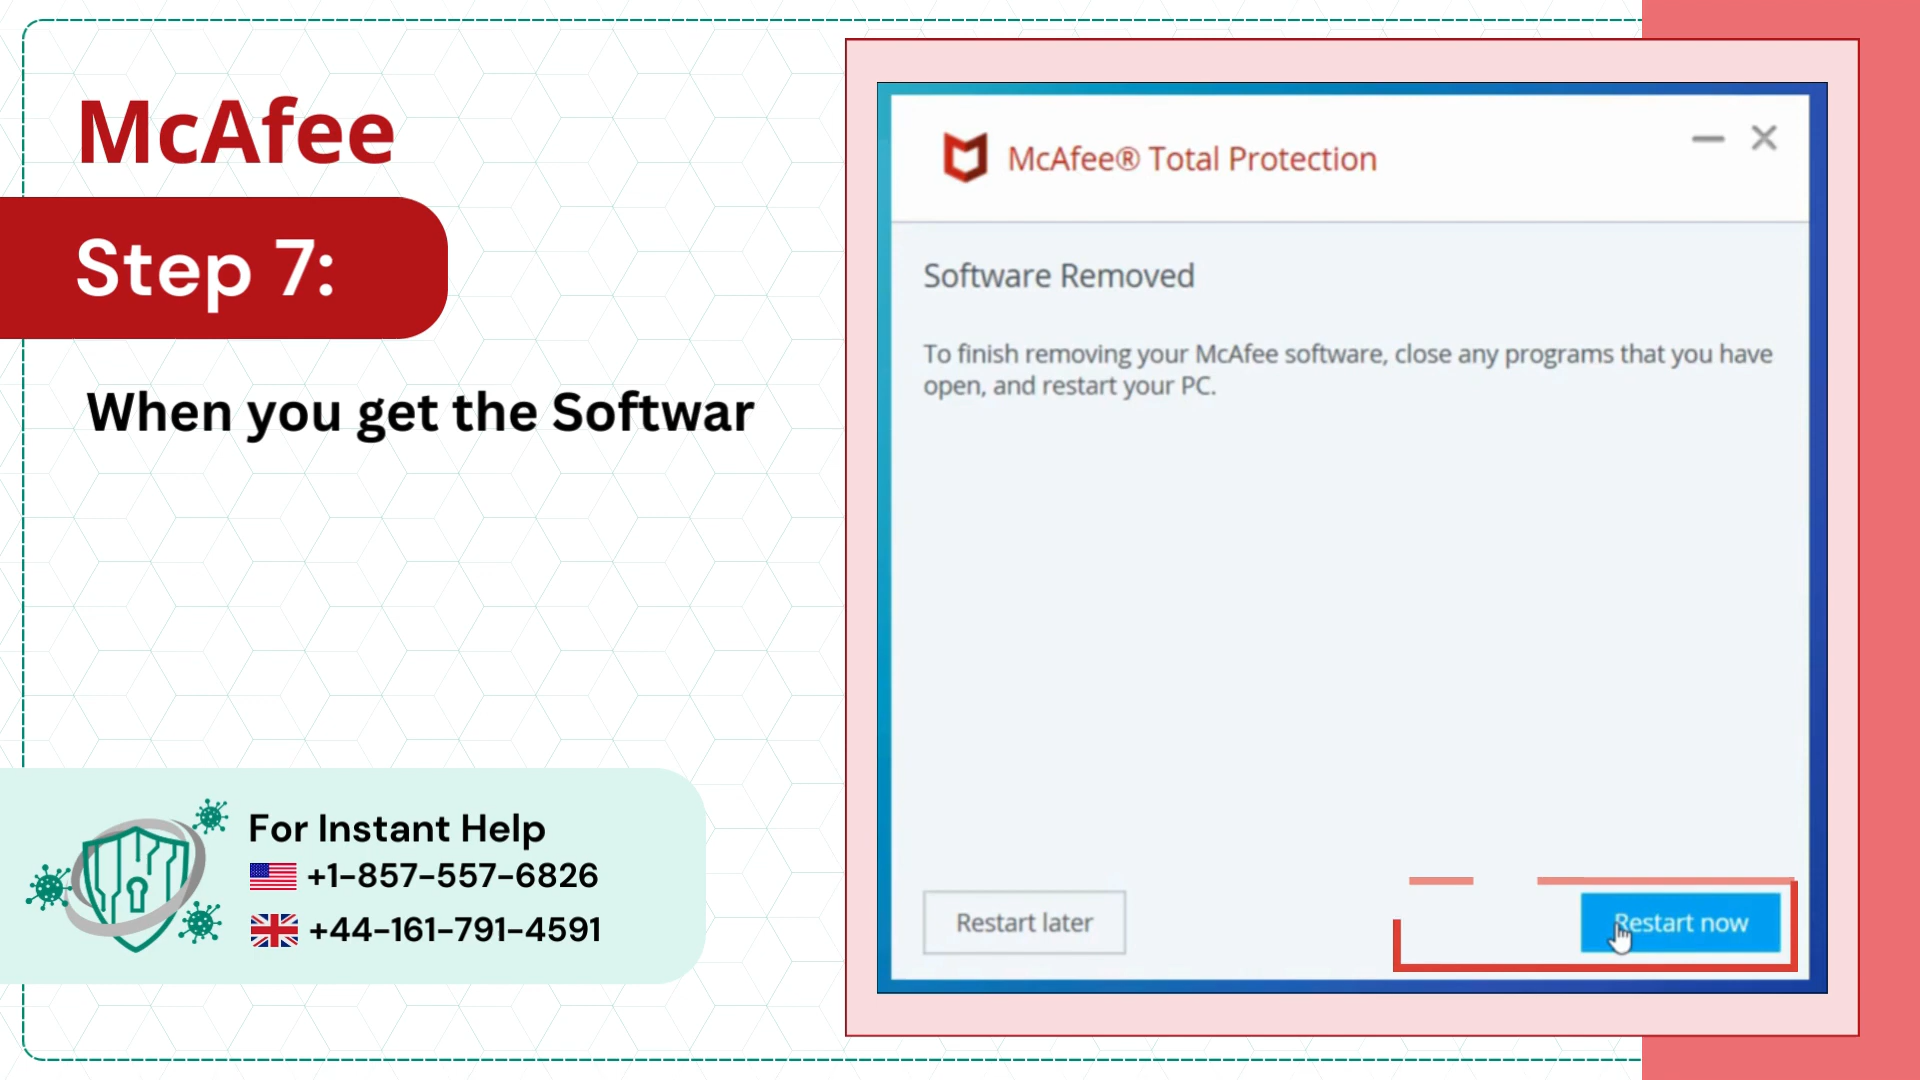 McAfee
Step 7:
When you get the Softwar
For Instant Help
+1-857-557-6826
+44-161-791-4591
McAfee® Total Protection
Software Removed
To finish removing your McAfee software, close any programs that you have
open, and restart your PC.
Restart later
Restart now